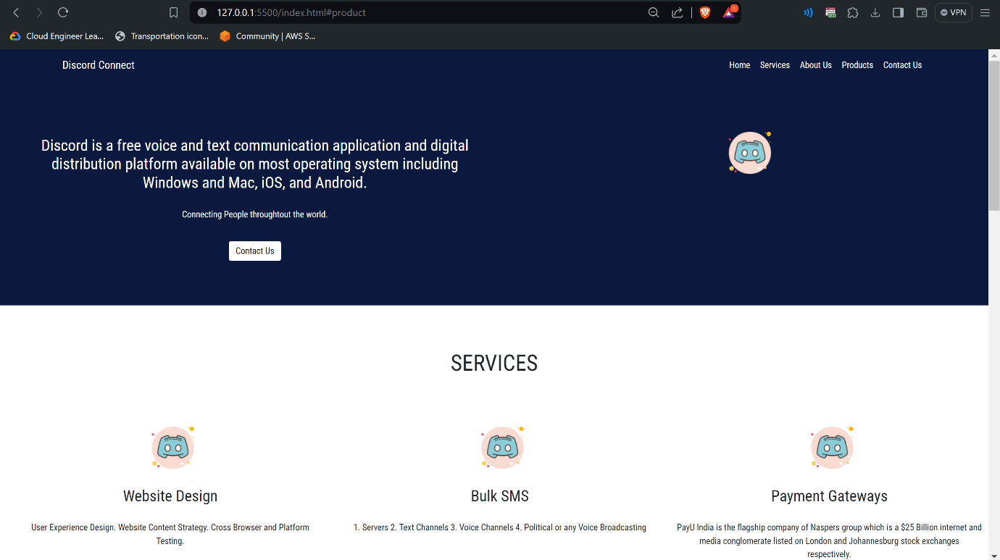 127.0.0.1:5500/index.html#product
1
VPN
Cloud Engineer Lea...
Transportation icon...
Community | AWS S...
Discord Connect
Home Services About Us Products Contact Us
Discord is a free voice and text communication application and digital
distribution platform available on most operating system including
Windows and Mac, iOS, and Android.
Connecting People throughtout the world.
Contact Us
SERVICES
Website Design
User Experience Design. Website Content Strategy. Cross Browser and Platform
Testing.
Bulk SMS
1. Servers 2. Text Channels 3. Voice Channels 4. Political or any Voice Broadcasting
Payment Gateways
PayU India is the flagship company of Naspers group which is a $25 Billion internet and
media conglomerate listed on London and Johannesburg stock exchanges
respectively.